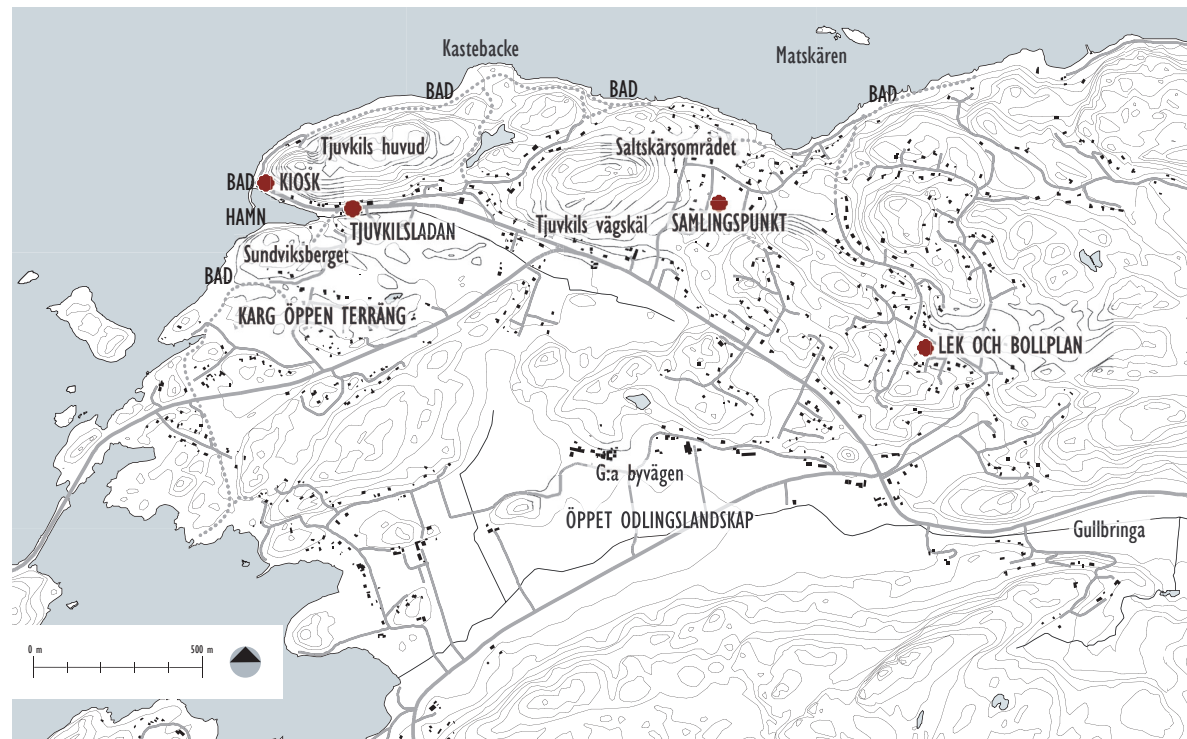 Kastebacke
Matskären
BAD
BAD
BAD
Tjuvkils huvud
Saltskärsområdet
BAD
KIOSK
HAMN
TJUVKILSLADAN
Tjuvkils vägskäl
SAMLINGSPUNKT
Sundviksberget
BAD
KARG ÖPPEN TERRÄNG
LEK OCH BOLLPLAN
G:a byvägen
ÖPPET ODLINGSLANDSKAP
Gullbringa
0 m
500 m